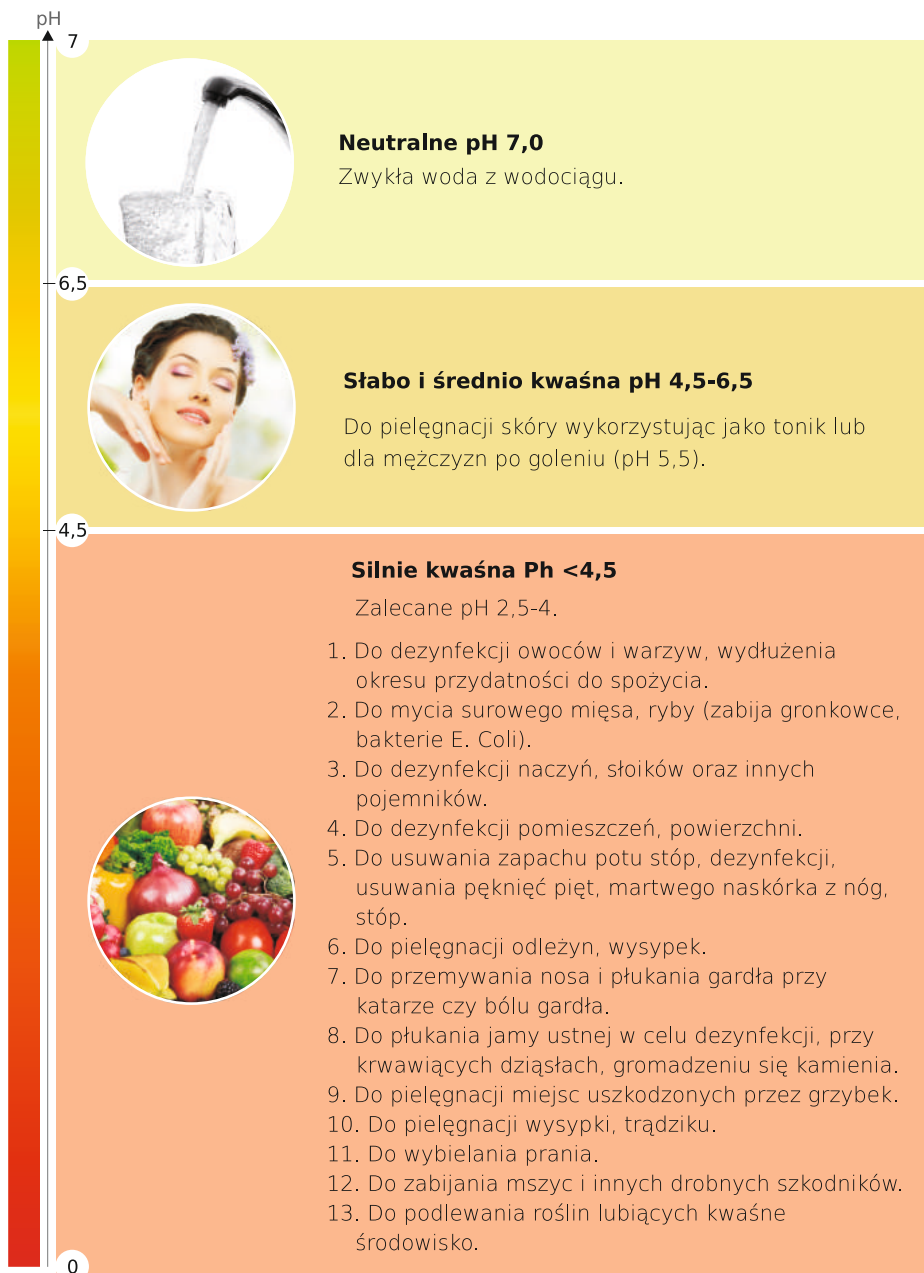 pH
7
Neutralne pH 7,0
Zwykła woda z wodociągu.
6,5
Słabo i średnio kwaśna pH 4,5-6,5
Do pielęgnacji skóry wykorzystując jako tonik lub
dla mężczyzn po goleniu (pH 5,5).
4,5
Silnie kwaśna Ph <4,5
Zalecane pH 2,5-4.
1. Do dezynfekcji owoców i warzyw, wydłużenia
okresu przydatności do spożycia.
2. Do mycia surowego mięsa, ryby (zabija gronkowce,
bakterie E. Coli).
3. Do dezynfekcji naczyń, słoików oraz innych
pojemników.
4. Do dezynfekcji pomieszczeń, powierzchni.
5. Do usuwania zapachu potu stóp, dezynfekcji,
usuwania pęknięć pięt, martwego naskórka z nóg,
stóp.
6. Do pielęgnacji odleżyn, wysypek.
7. Do przemywania nosa i płukania gardła przy
katarze czy bólu gardła.
8. Do płukania jamy ustnej w celu dezynfekcji, przy
krwawiących dziąsłach, gromadzeniu się kamienia.
9. Do pielęgnacji miejsc uszkodzonych przez grzybek.
10. Do pielęgnacji wysypki, trądziku.
11. Do wybielania prania.
12. Do zabijania mszyc i innych drobnych szkodników.
13. Do podlewania roślin lubiących kwaśne
środowisko.
0